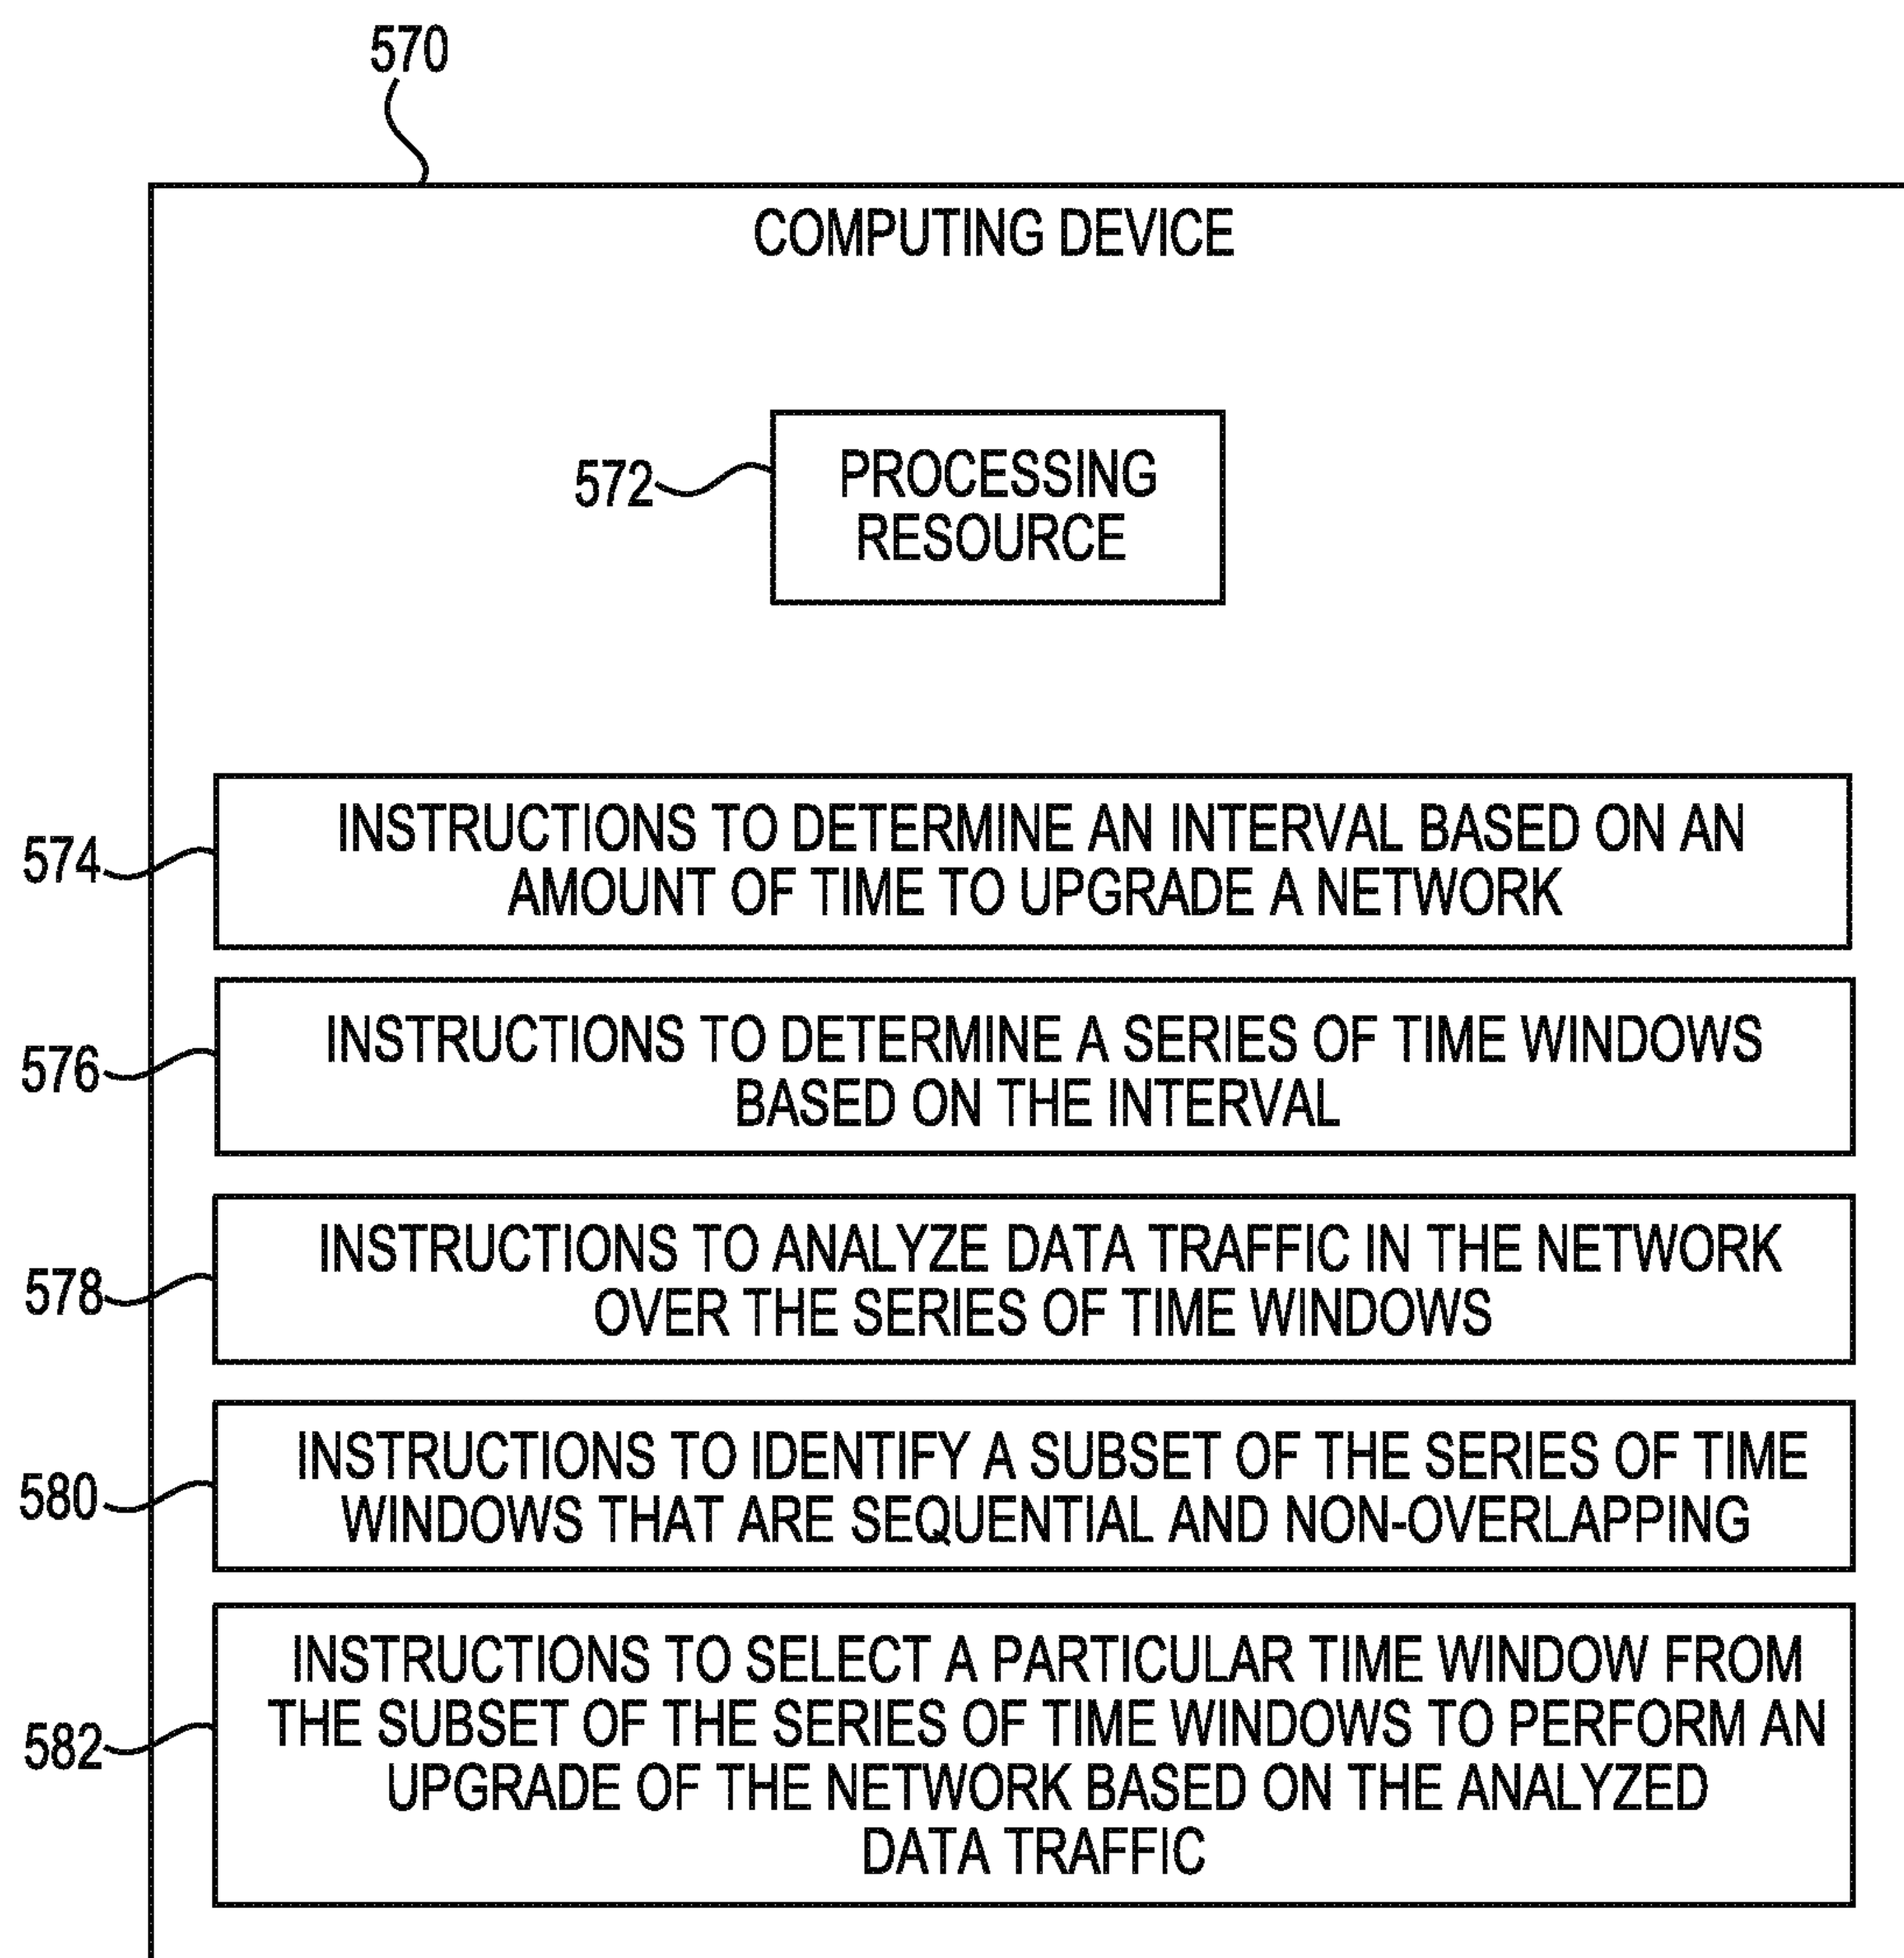 570
COMPUTING DEVICE
572
PROCESSING
RESOURCE
574
INSTRUCTIONS TO DETERMINE AN INTERVAL BASED ON AN
AMOUNT OF TIME TO UPGRADE A NETWORK
576
INSTRUCTIONS TO DETERMINE A SERIES OF TIME WINDOWS
BASED ON THE INTERVAL
578
INSTRUCTIONS TO ANALYZE DATA TRAFFIC IN THE NETWORK
OVER THE SERIES OF TIME WINDOWS
580
INSTRUCTIONS TO IDENTIFY A SUBSET OF THE SERIES OF TIME
WINDOWS THAT ARE SEQUENTIAL AND NON-OVERLAPPING
582
INSTRUCTIONS TO SELECT A PARTICULAR TIME WINDOW FROM
THE SUBSET OF THE SERIES OF TIME WINDOWS TO PERFORM AN
UPGRADE OF THE NETWORK BASED ON THE ANALYZED
DATA TRAFFIC